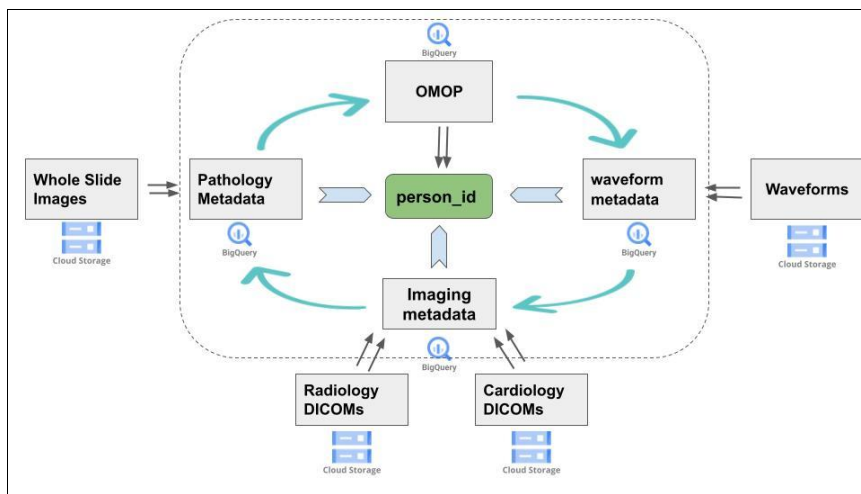 BigQuery
OMOP
Whole Slide
Images
Cloud Storage
Pathology
Metadata
BigQuery
person_id
waveform
metadata
BigQuery
Waveforms
Cloud Storage
Imaging
metadata
BigQuery
Radiology
DICOMs
Cloud Storage
Cardiology
DICOMs
Cloud Storage